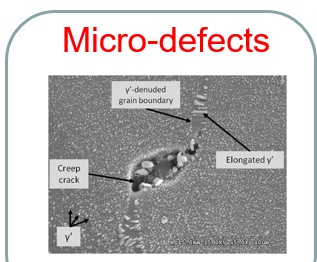 Micro-defects
γ'-denuded
grain boundary
Elongated γ'
Creep
crack
γ'